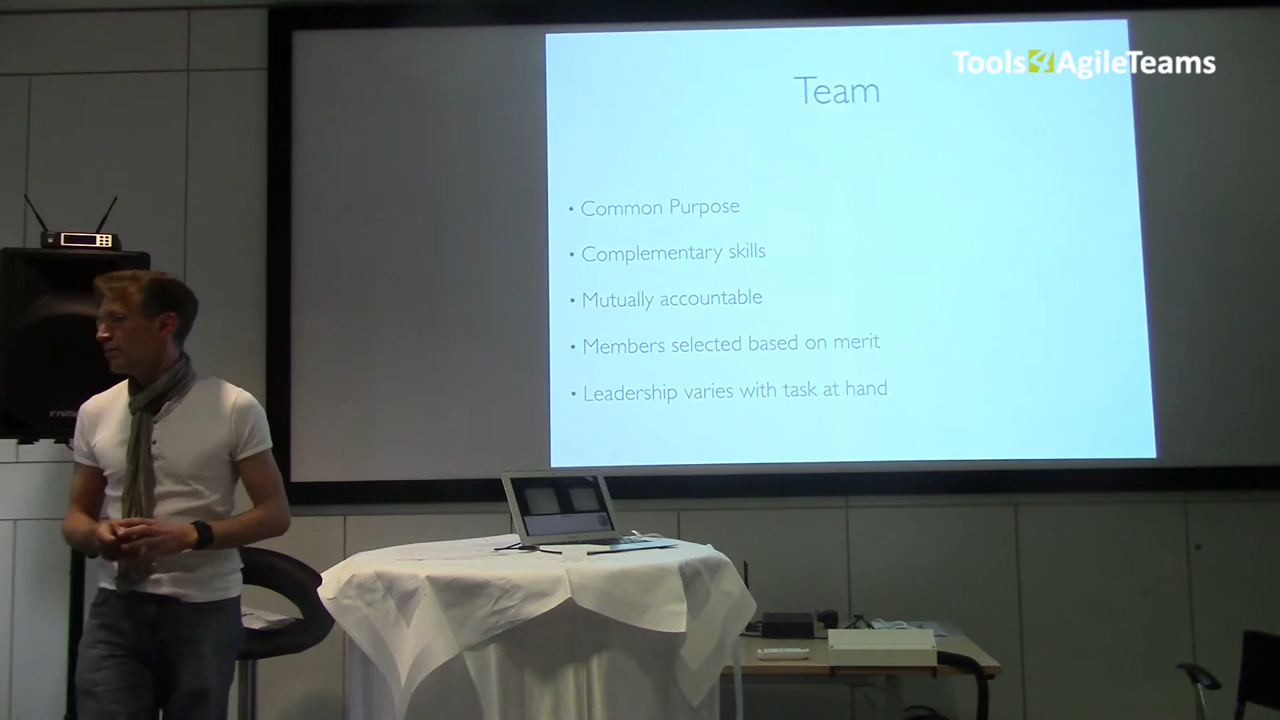 Tools4AgileTeams
Team
• Common Purpose
• Complementary skills
• Mutually accountable
• Members selected based on merit
• Leadership varies with task at hand